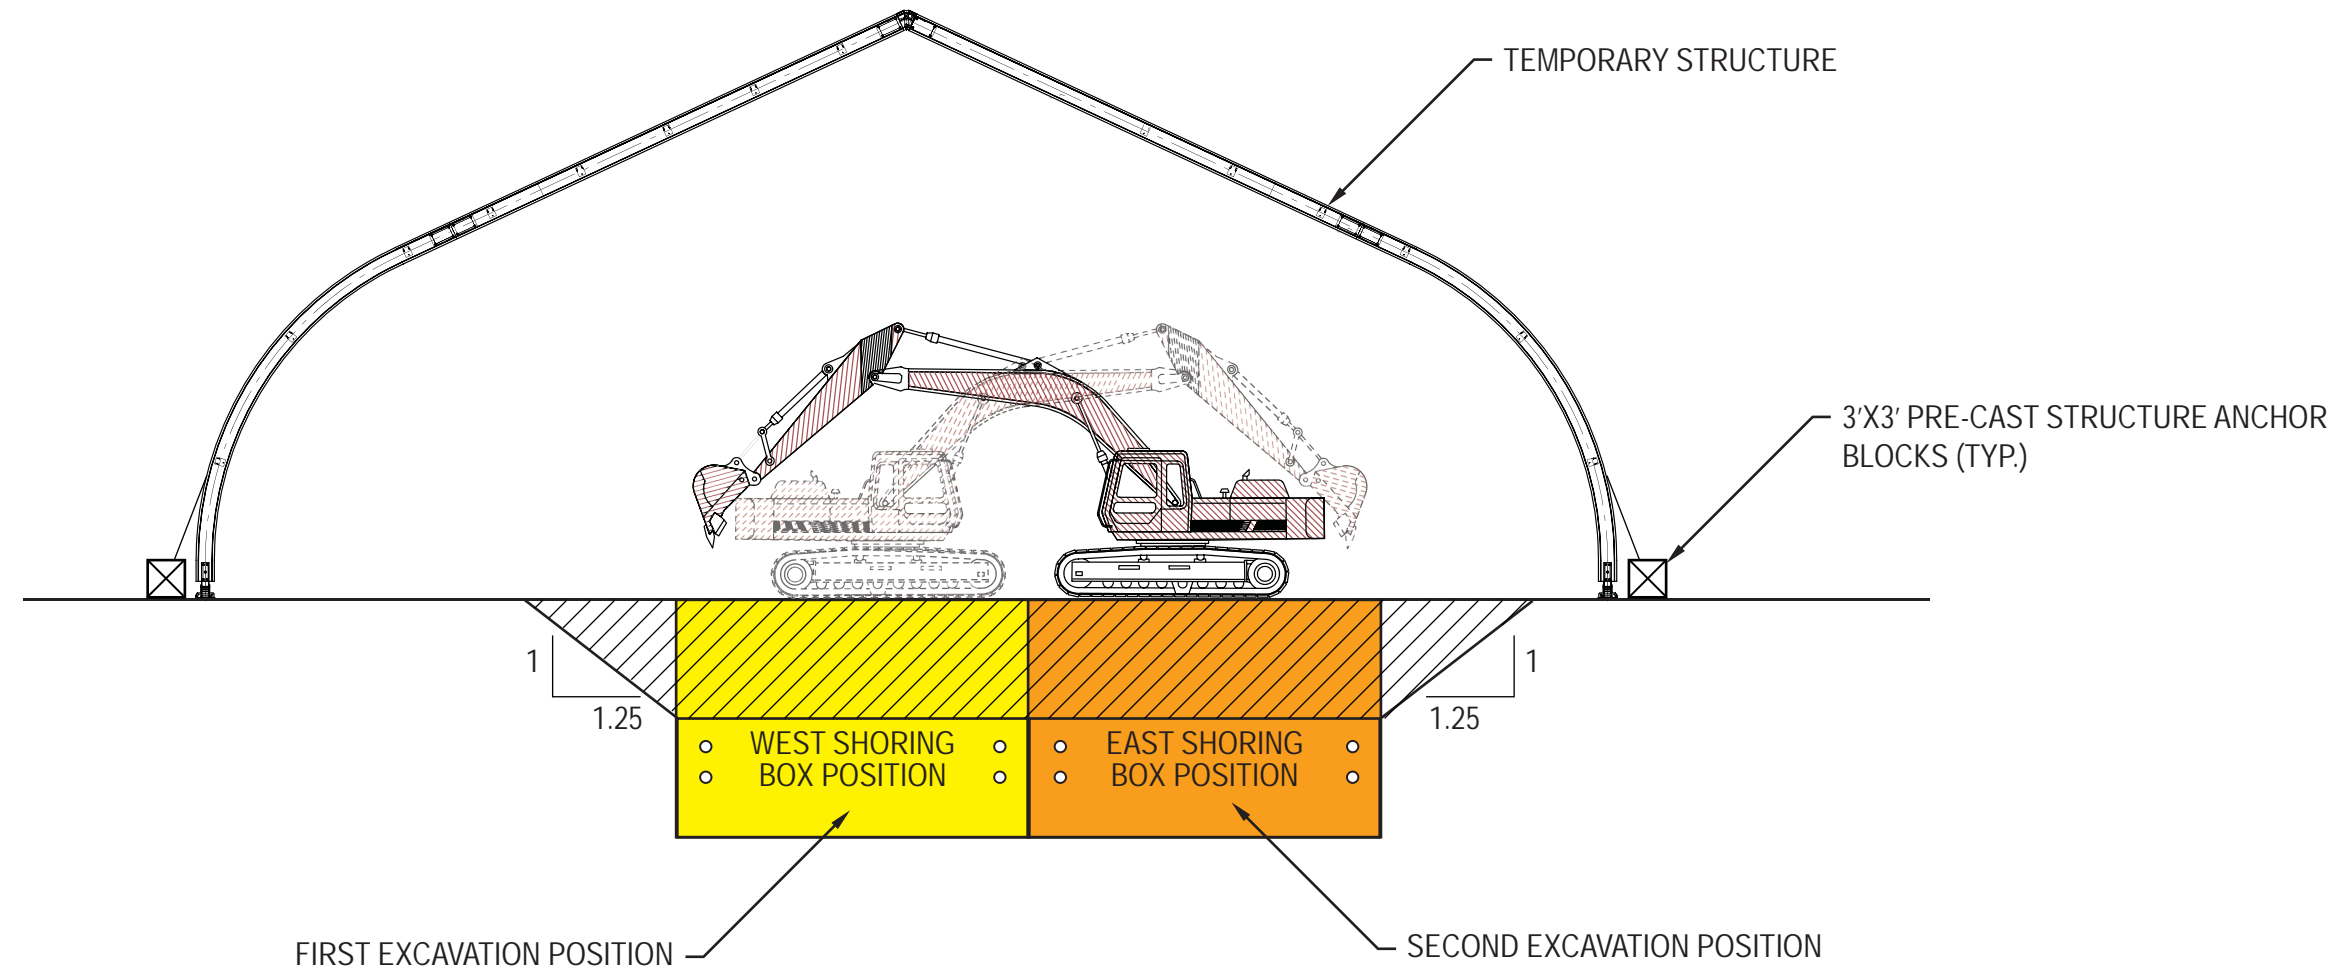 TEMPORARY STRUCTURE
3'X3' PRE-CAST STRUCTURE ANCHOR
BLOCKS (TYP.)
1
1.25
1
1.25
WEST SHORING
BOX POSITION
EAST SHORING
BOX POSITION
FIRST EXCAVATION POSITION
SECOND EXCAVATION POSITION